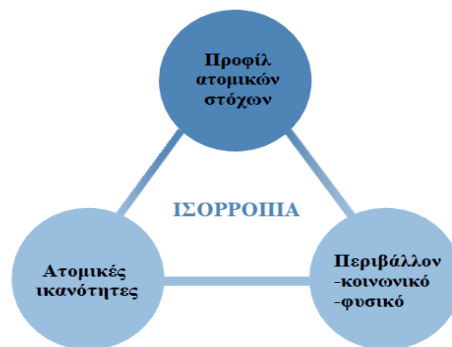 Προφίλ
ατομικών
στόχων
ΙΣΟΡΡΟΠΙΑ
Ατομικές
ικανότητες
Περιβάλλον
-κοινωνικό
-φυσικό